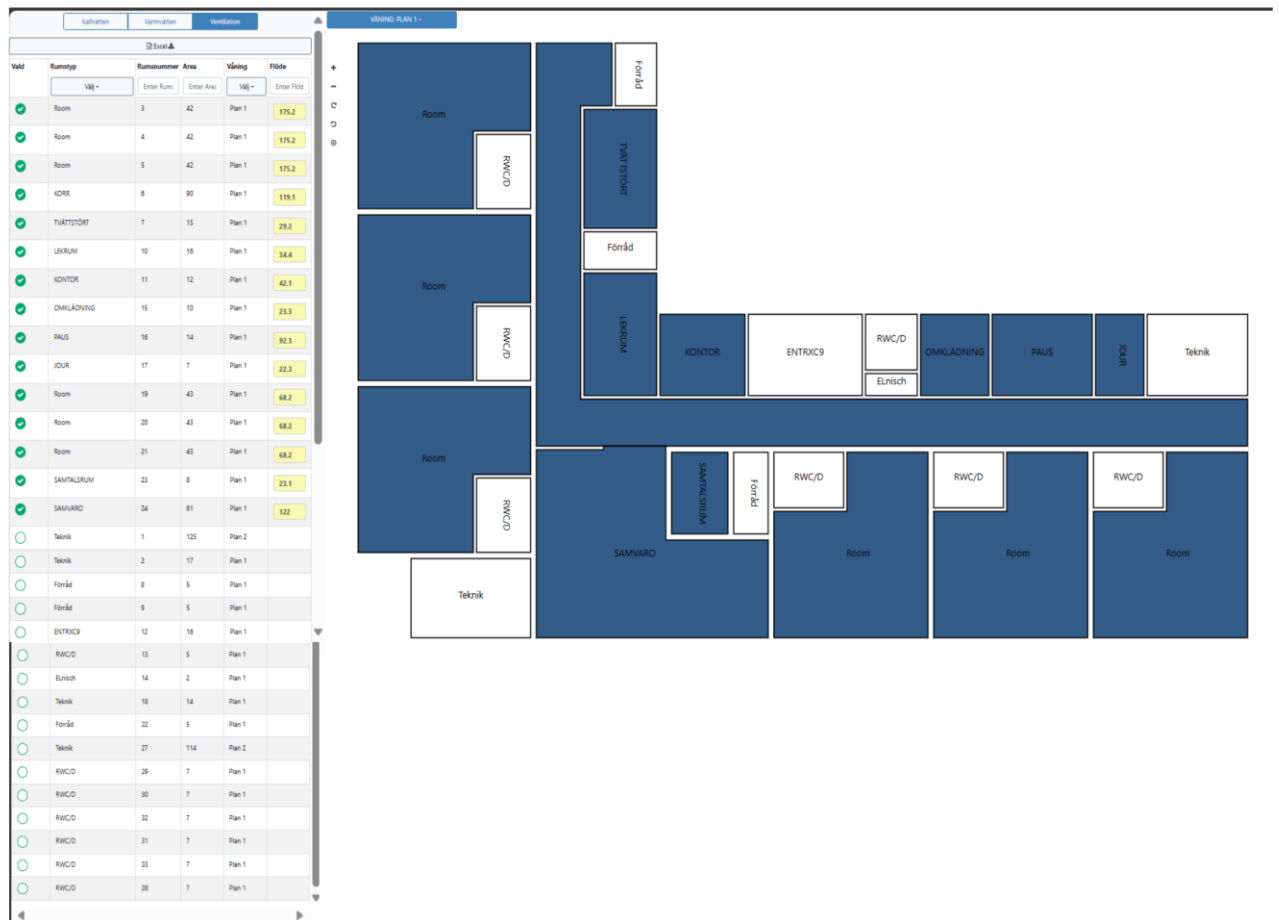 Kallvatten Varmvatten Ventilation
VÅNING: PLAN 1
Excel
Vald Rumstyp Rumsnummer Area Våning Flöde
Välj Enter Rum: Enter Area Välj Enter Flöd
Room 3 42 Plan 1 175.2
Room 4 42 Plan 1 175.2
Room 5 42 Plan 1 175.2
KORR 6 90 Plan 1 119.1
TVÄTTSTÖRT 7 15 Plan 1 29.2
LEKRUM 10 16 Plan 1 34.4
KONTOR 11 12 Plan 1 42.1
OMKLÄDNING 15 10 Plan 1 23.3
PAUS 16 14 Plan 1 92.3
JOUR 17 7 Plan 1 22.3
Room 19 43 Plan 1 68.2
Room 20 43 Plan 1 68.2
Room 21 43 Plan 1 68.2
SAMTALSRUM 23 8 Plan 1 23.1
SAMVARO 24 61 Plan 1 122
Teknik 1 125 Plan 2
Teknik 2 17 Plan 1
Förråd 8 5 Plan 1
Förråd 9 5 Plan 1
ENTRXC9 12 16 Plan 1
RWC/D 13 5 Plan 1
ELnisch 14 2 Plan 1
Teknik 18 14 Plan 1
Förråd 22 5 Plan 1
Teknik 27 114 Plan 2
RWC/D 29 7 Plan 1
RWC/D 30 7 Plan 1
RWC/D 32 7 Plan 1
RWC/D 31 7 Plan 1
RWC/D 33 7 Plan 1
RWC/D 28 7 Plan 1
Room
Förråd
RWC/D
TVÄTTSTÖRT
Förråd
Room
RWC/D
LEKRUM
KONTOR
ENTRXC9
RWC/D
ELnisch
OMKLÄDNING
PAUS
JOUR
Teknik
Room
RWC/D
SAMTALSRUM
Förråd
RWC/D
RWC/D
RWC/D
SAMVARO
Room
Room
Room
Teknik